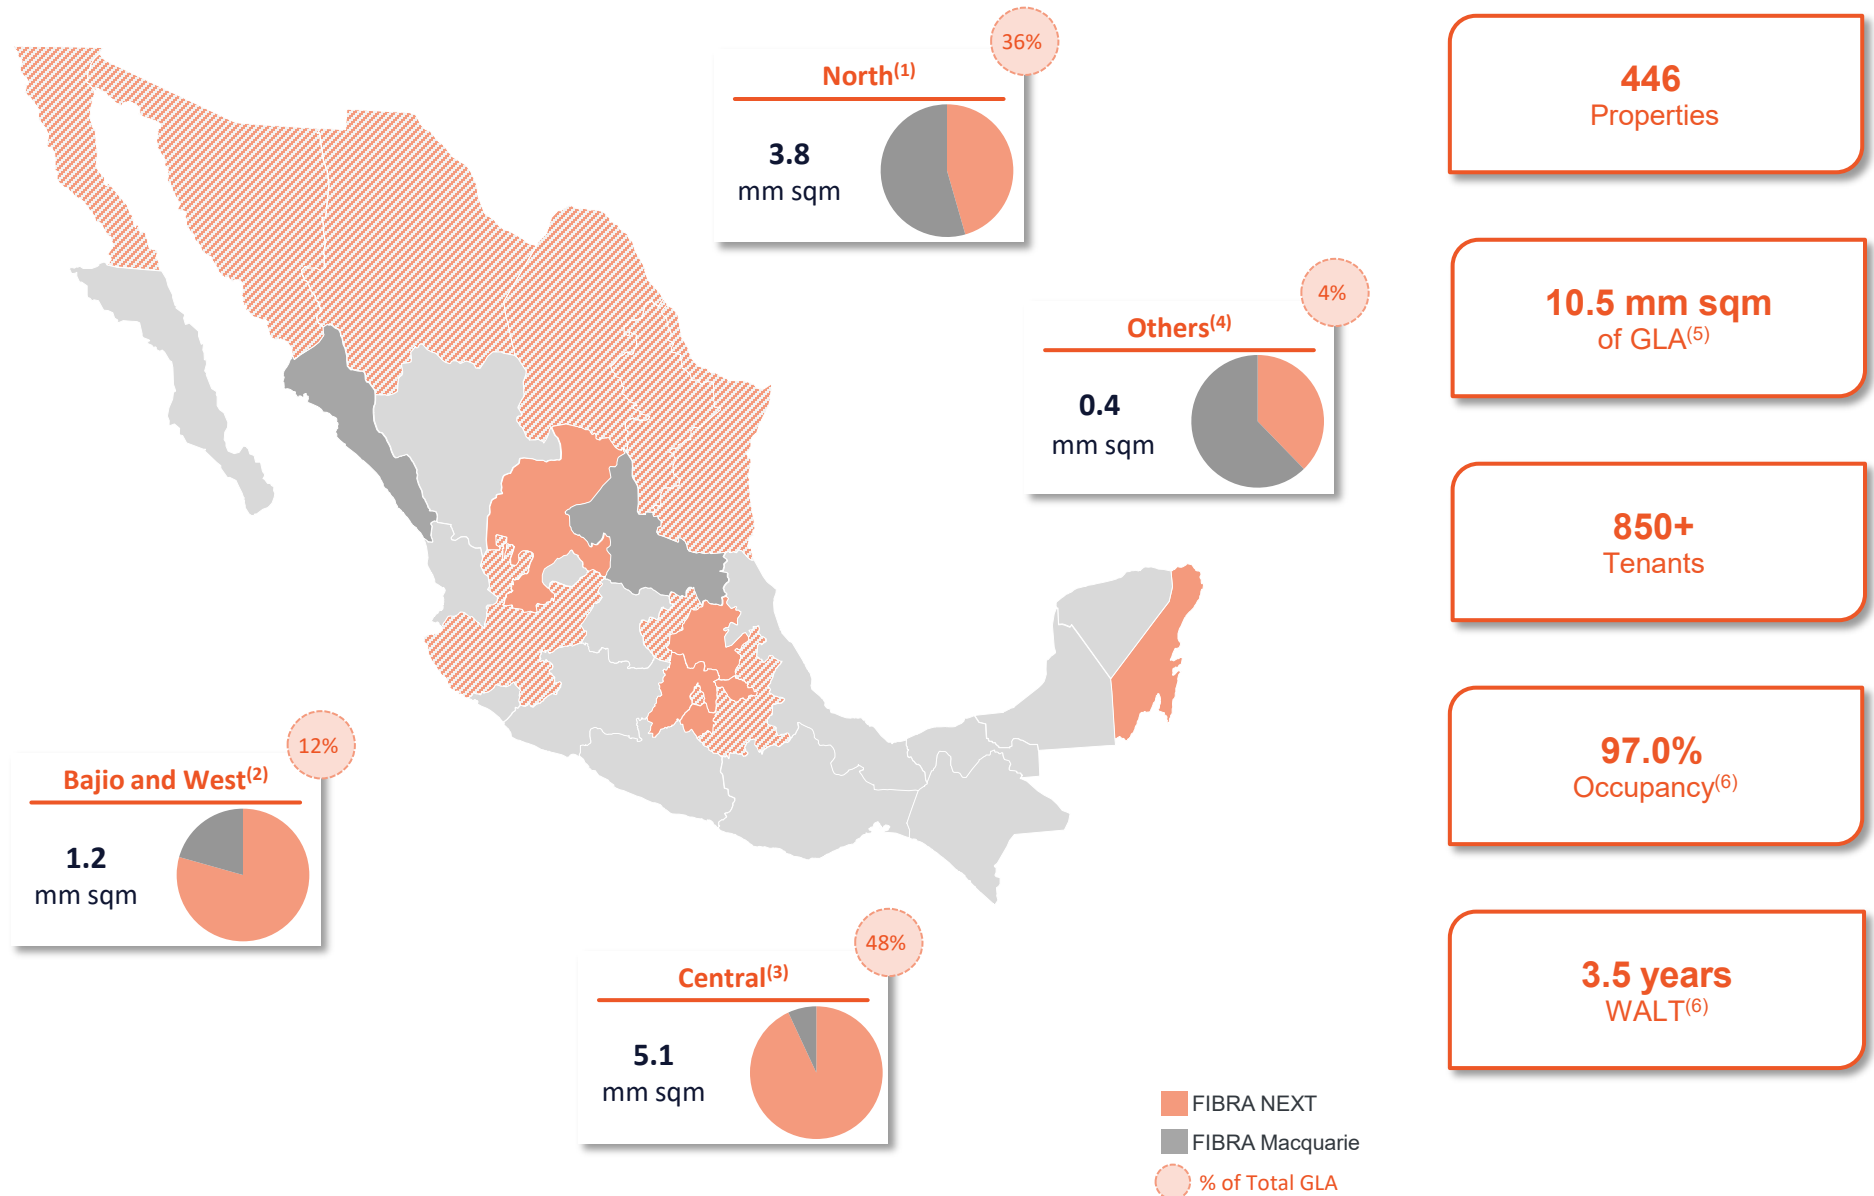 36%
North(1)
3.8
mm sqm
4%
Others(4)
0.4
mm sqm
12%
Bajio and West(2)
1.2
mm sqm
48%
Central(3)
5.1
mm sqm
FIBRA NEXT
FIBRA Macquarie
% of Total GLA
446
Properties
10.5 mm sqm
of GLA(5)
850+
Tenants
97.0%
Occupancy(6)
3.5 years
WALT(6)